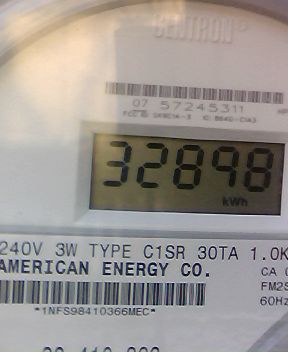 CENTRON®
07 57245311
32898
kWh
240V 3W TYPE C1SR 30TA 1.0K
AMERICAN ENERGY CO.
CA
FM2S
60Hz
*1NFS98410366MEC*